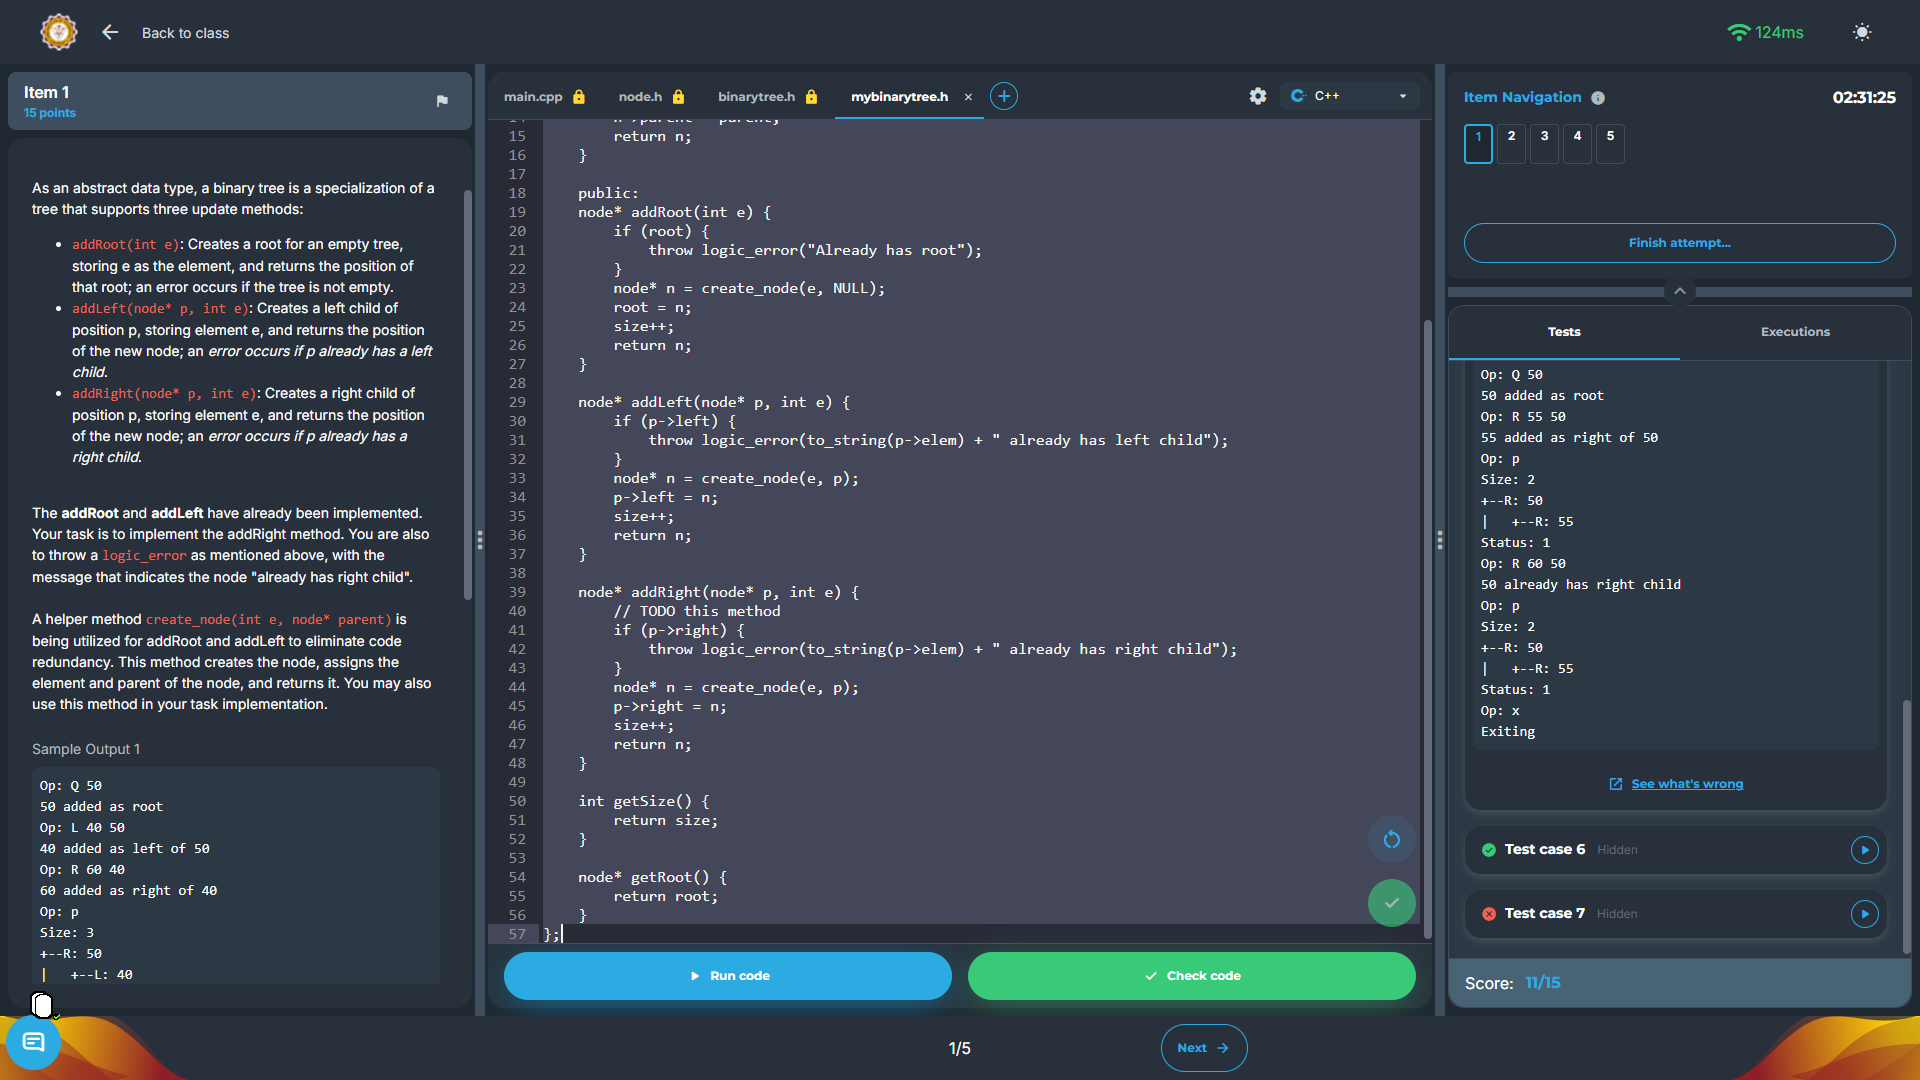 Back to class
124ms
Item 1
15 points
As an abstract data type, a binary tree is a specialization of a
tree that supports three update methods:
• addRoot(int e): Creates a root for an empty tree,
storing e as the element, and returns the position of
that root; an error occurs if the tree is not empty.
• addLeft(node* p, int e): Creates a left child of
position p, storing element e, and returns the position
of the new node; an error occurs if p already has a left
child.
• addRight(node* p, int e): Creates a right child of
position p, storing element e, and returns the position
of the new node; an error occurs if p already has a
right child.
The addRoot and addLeft have already been implemented.
Your task is to implement the addRight method. You are also
to throw a logic_error as mentioned above, with the
message that indicates the node "already has right child".
A helper method create_node(int e, node* parent) is
being utilized for addRoot and addLeft to eliminate code
redundancy. This method creates the node, assigns the
element and parent of the node, and returns it. You may also
use this method in your task implementation.
Sample Output 1
Op: Q 50
50 added as root
Op: L 40 50
40 added as left of 50
Op: R 60 40
60 added as right of 40
Op: p
Size: 3
+--R: 50
|   +--L: 40
main.cpp
node.h
binarytree.h
mybinarytree.h ×
C++
15         return n;
16     }
17
18     public:
19     node* addRoot(int e) {
20         if (root) {
21             throw logic_error("Already has root");
22         }
23         node* n = create_node(e, NULL);
24         root = n;
25         size++;
26         return n;
27     }
28
29     node* addLeft(node* p, int e) {
30         if (p->left) {
31             throw logic_error(to_string(p->elem) + " already has left child");
32         }
33         node* n = create_node(e, p);
34         p->left = n;
35         size++;
36         return n;
37     }
38
39     node* addRight(node* p, int e) {
40         // TODO this method
41         if (p->right) {
42             throw logic_error(to_string(p->elem) + " already has right child");
43         }
44         node* n = create_node(e, p);
45         p->right = n;
46         size++;
47         return n;
48     }
49
50     int getSize() {
51         return size;
52     }
53
54     node* getRoot() {
55         return root;
56     }
57 };
Run code
Check code
Item Navigation
02:31:25
1 2 3 4 5
Finish attempt...
Tests
Executions
Op: Q 50
50 added as root
Op: R 55 50
55 added as right of 50
Op: p
Size: 2
+--R: 50
|   +--R: 55
Status: 1
Op: R 60 50
50 already has right child
Op: p
Size: 2
+--R: 50
|   +--R: 55
Status: 1
Op: x
Exiting
See what's wrong
Test case 6 Hidden
Test case 7 Hidden
Score: 11/15
1/5
Next